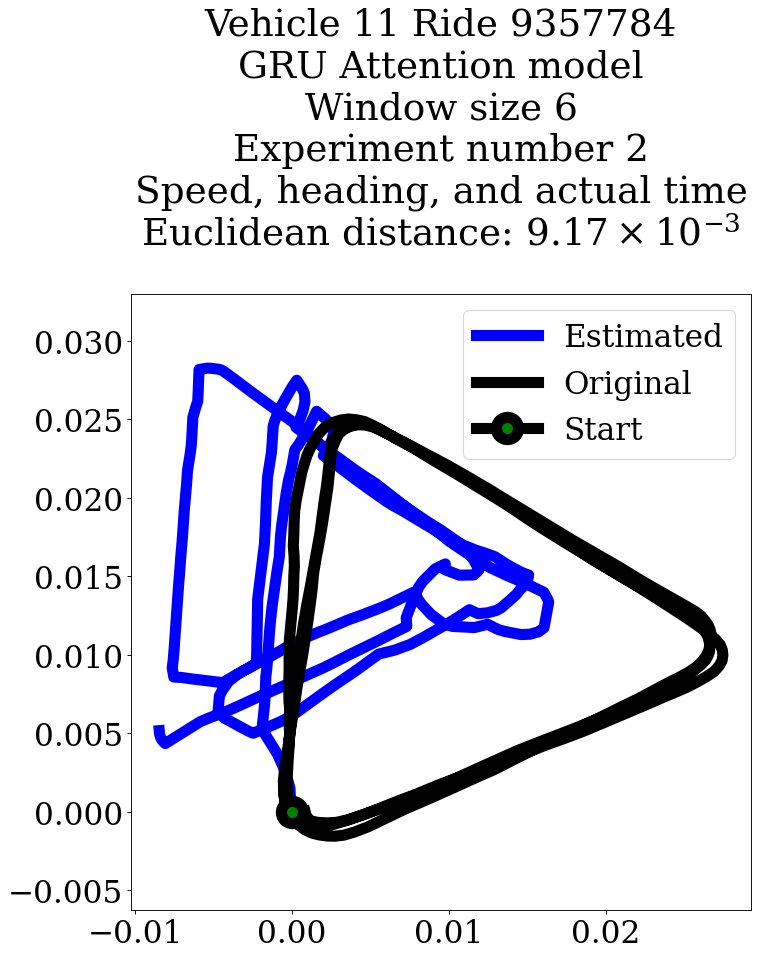 Vehicle 11 Ride 9357784
GRU Attention model
Window size 6
Experiment number 2
Speed, heading, and actual time
Euclidean distance: 9.17 × 10⁻³
Estimated
Original
Start
0.030
0.025
0.020
0.015
0.010
0.005
0.000
−0.005
−0.01 0.00 0.01 0.02